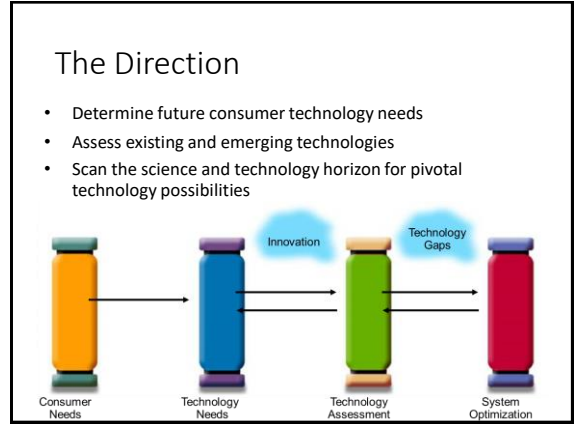 The Direction
• Determine future consumer technology needs
• Assess existing and emerging technologies
• Scan the science and technology horizon for pivotal
technology possibilities
Innovation
Technology
Gaps
Consumer
Needs
Technology
Needs
Technology
Assessment
System
Optimization